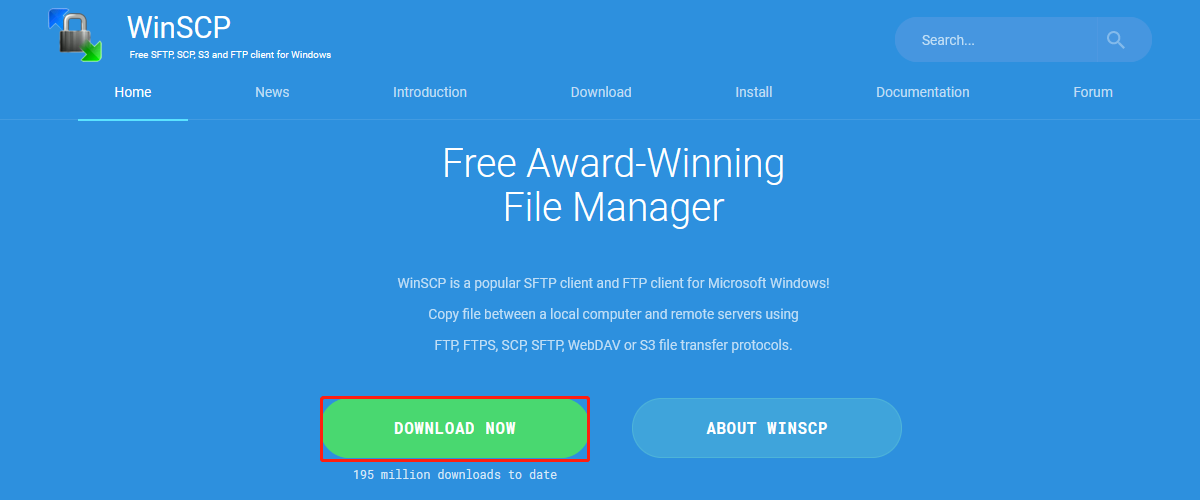 WinSCP
Free SFTP, SCP, S3 and FTP client for Windows
Search...
Home
News
Introduction
Download
Install
Documentation
Forum
Free Award-Winning
File Manager
WinSCP is a popular SFTP client and FTP client for Microsoft Windows!
Copy file between a local computer and remote servers using
FTP, FTPS, SCP, SFTP, WebDAV or S3 file transfer protocols.
DOWNLOAD NOW
ABOUT WINSCP
195 million downloads to date